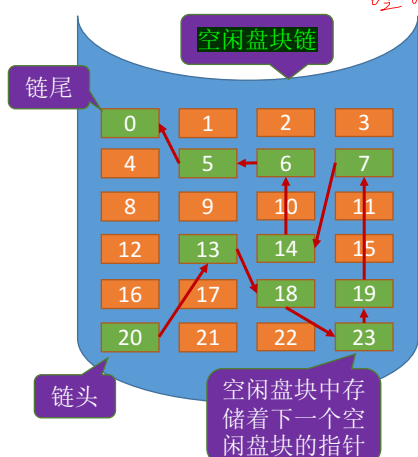 空闲盘块链
链尾
0 1 2 3
4 5 6 7
8 9 10 11
12 13 14 15
16 17 18 19
20 21 22 23
链头
空闲盘块中存
储着下一个空
闲盘块的指针